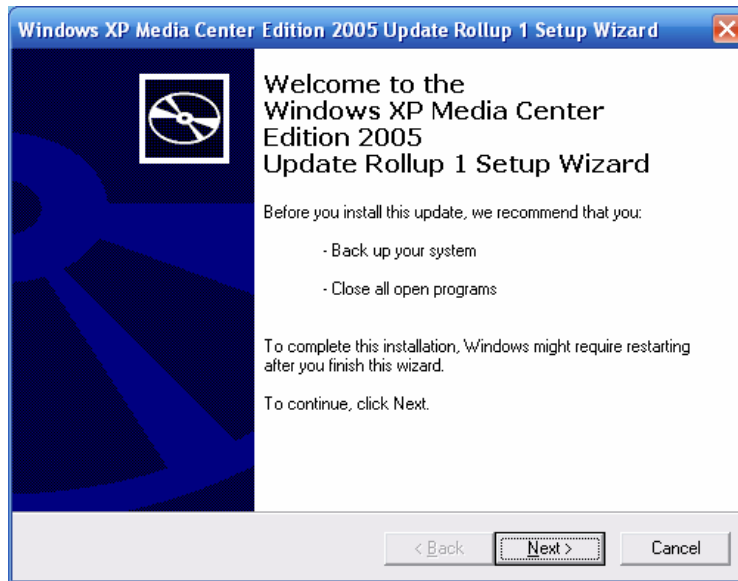 Windows XP Media Center Edition 2005 Update Rollup 1 Setup Wizard
Welcome to the
Windows XP Media Center
Edition 2005
Update Rollup 1 Setup Wizard
Before you install this update, we recommend that you:
- Back up your system
- Close all open programs
To complete this installation, Windows might require restarting
after you finish this wizard.
To continue, click Next.
< Back Next > Cancel